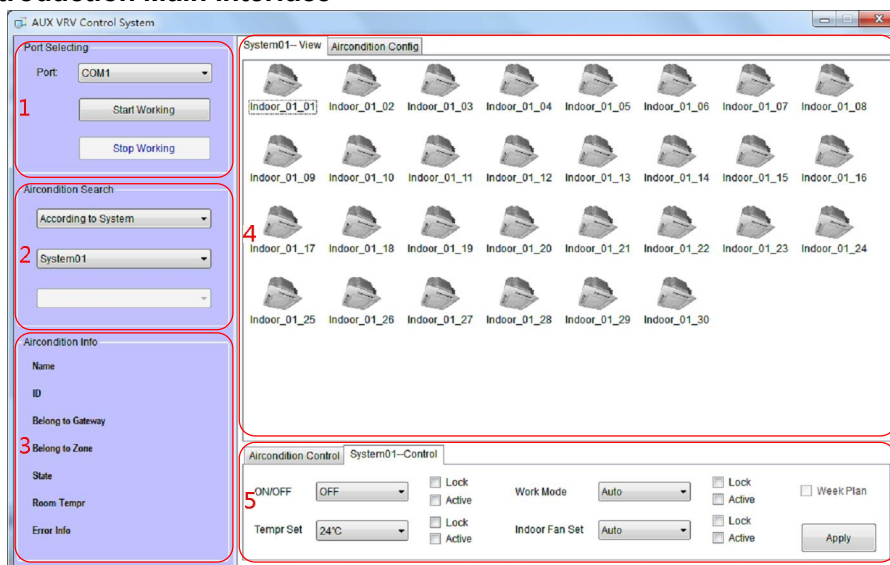 AUX VRV Control System
Port Selecting
Port:
COM1
1
Start Working
Stop Working
Aircondition Search
According to System
2
System01
Aircondition Info
Name
ID
Belong to Gateway
3
Belong to Zone
State
Room Tempr
Error Info
System01-- View
Aircondition Config
Indoor_01_01 Indoor_01_02 Indoor_01_03 Indoor_01_04 Indoor_01_05 Indoor_01_06 Indoor_01_07 Indoor_01_08
Indoor_01_09 Indoor_01_10 Indoor_01_11 Indoor_01_12 Indoor_01_13 Indoor_01_14 Indoor_01_15 Indoor_01_16
4
Indoor_01_17 Indoor_01_18 Indoor_01_19 Indoor_01_20 Indoor_01_21 Indoor_01_22 Indoor_01_23 Indoor_01_24
Indoor_01_25 Indoor_01_26 Indoor_01_27 Indoor_01_28 Indoor_01_29 Indoor_01_30
Aircondition Control System01--Control
5
ON/OFF OFF Lock Active Work Mode Auto Lock Active Week Plan
Tempr Set 24℃ Lock Active Indoor Fan Set Auto Lock Active Apply